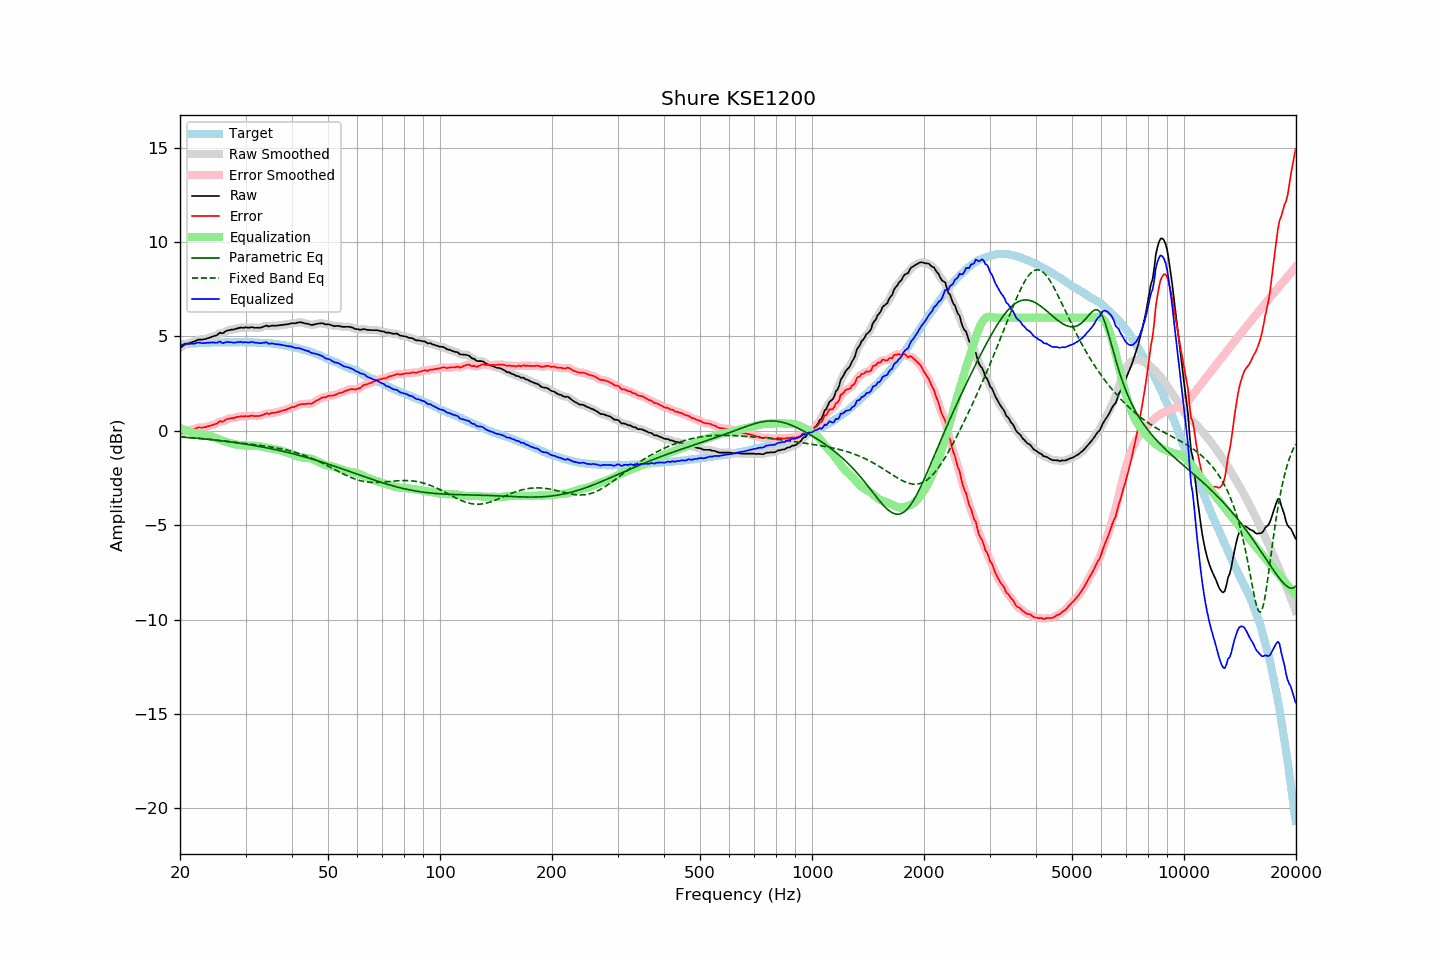 Shure KSE1200
Target
Raw Smoothed
Error Smoothed
Raw
Error
Equalization
Parametric Eq
Fixed Band Eq
Equalized
15
10
5
0
−5
−10
−15
−20
Amplitude (dBr)
20 50 100 200 500 1000 2000 5000 10000 20000
Frequency (Hz)